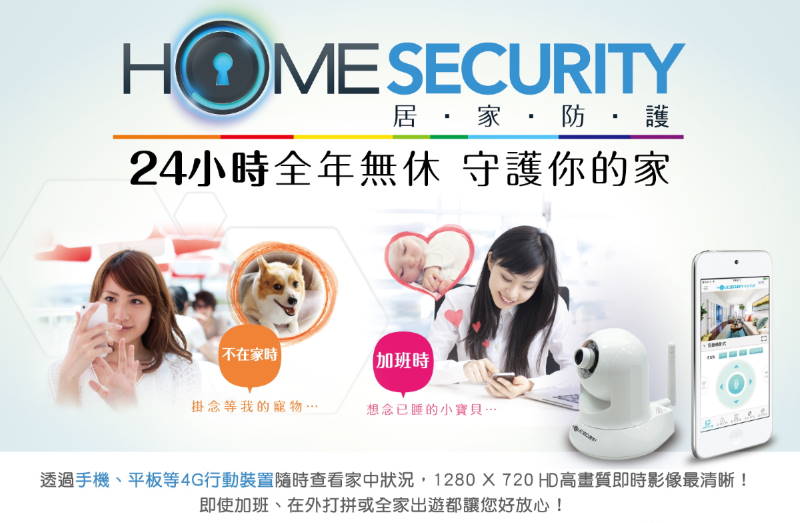 HOME SECURITY
居・家・防・護
24小時全年無休 守護你的家
不在家時
掛念等我的寵物…
加班時
想念已睡的小寶貝…
HOME SECURITY
透過手機、平板等4G行動裝置隨時查看家中狀況，1280 X 720 HD高畫質即時影像最清晰！
即使加班、在外打拼或全家出遊都讓您好放心！